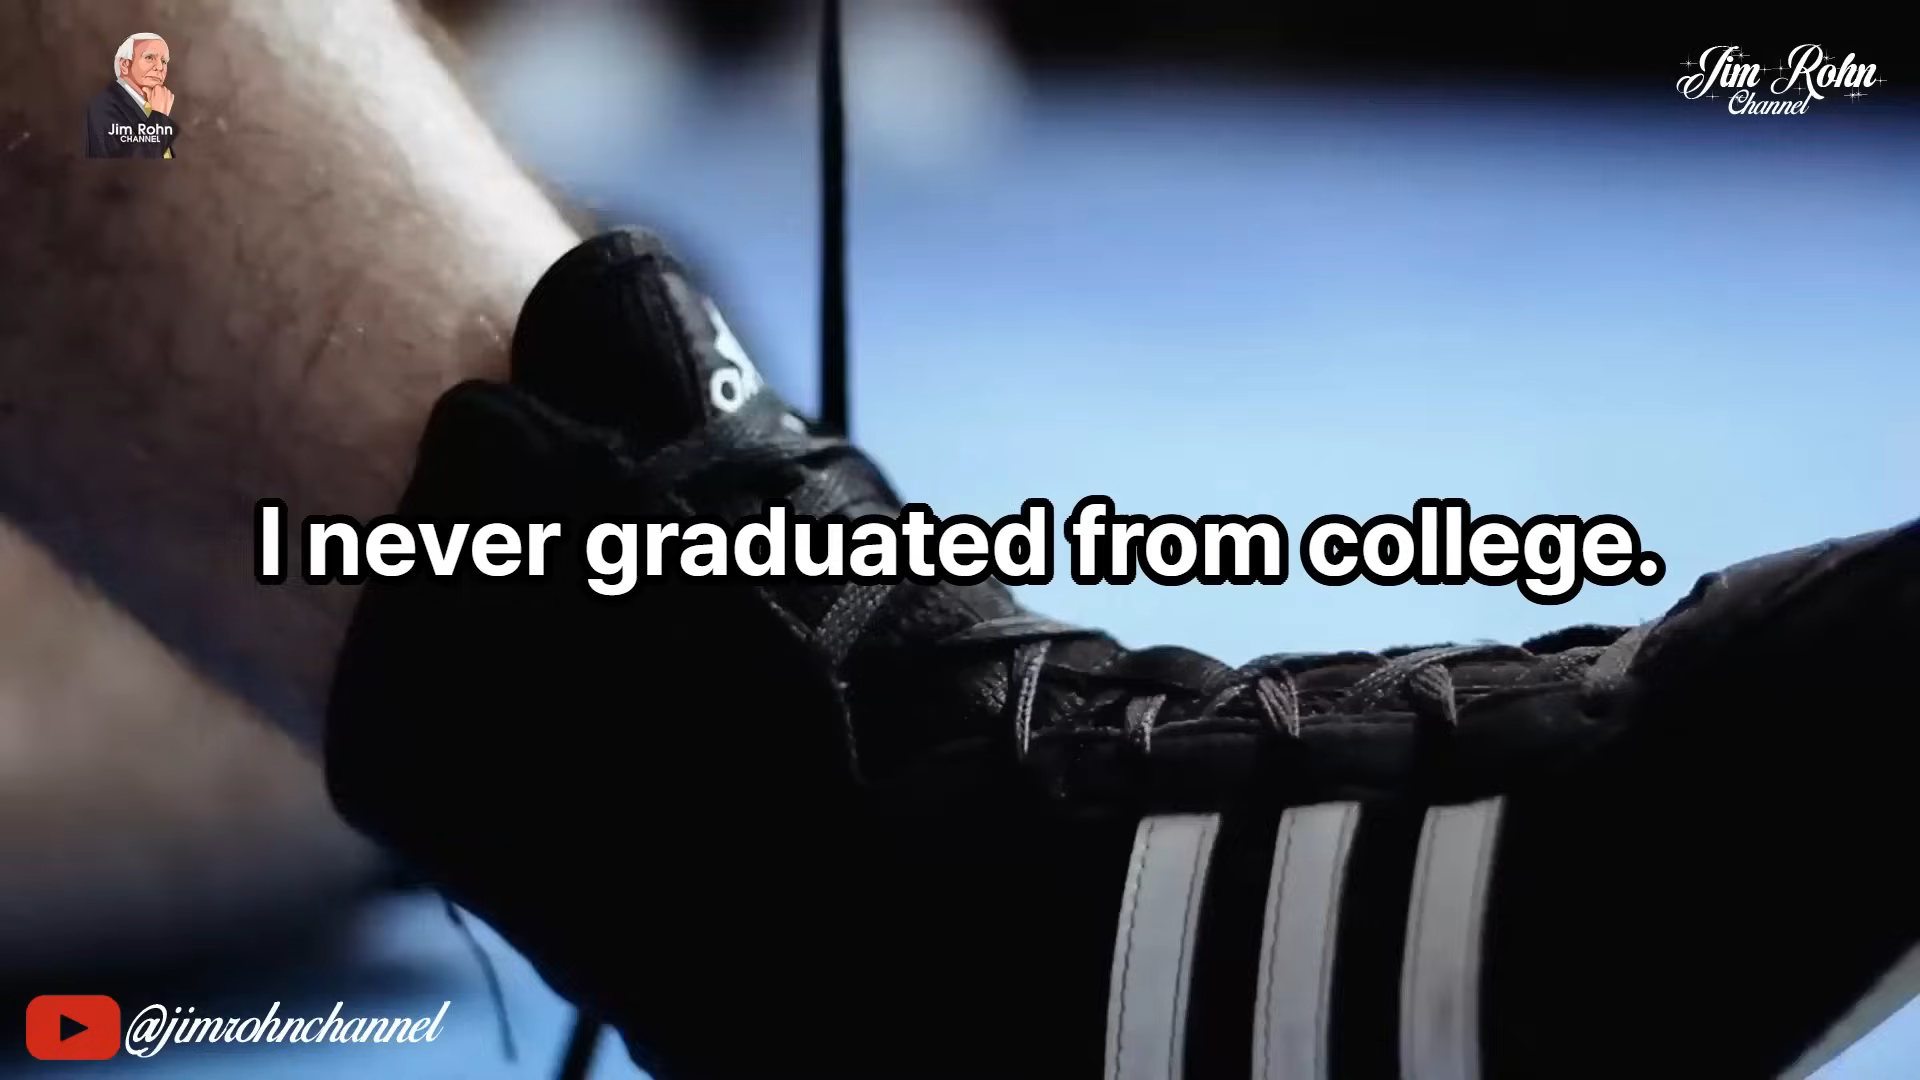 Jim Rohn
CHANNEL
Jim Rohn
Channel
I never graduated from college.
@jimrohnchannel